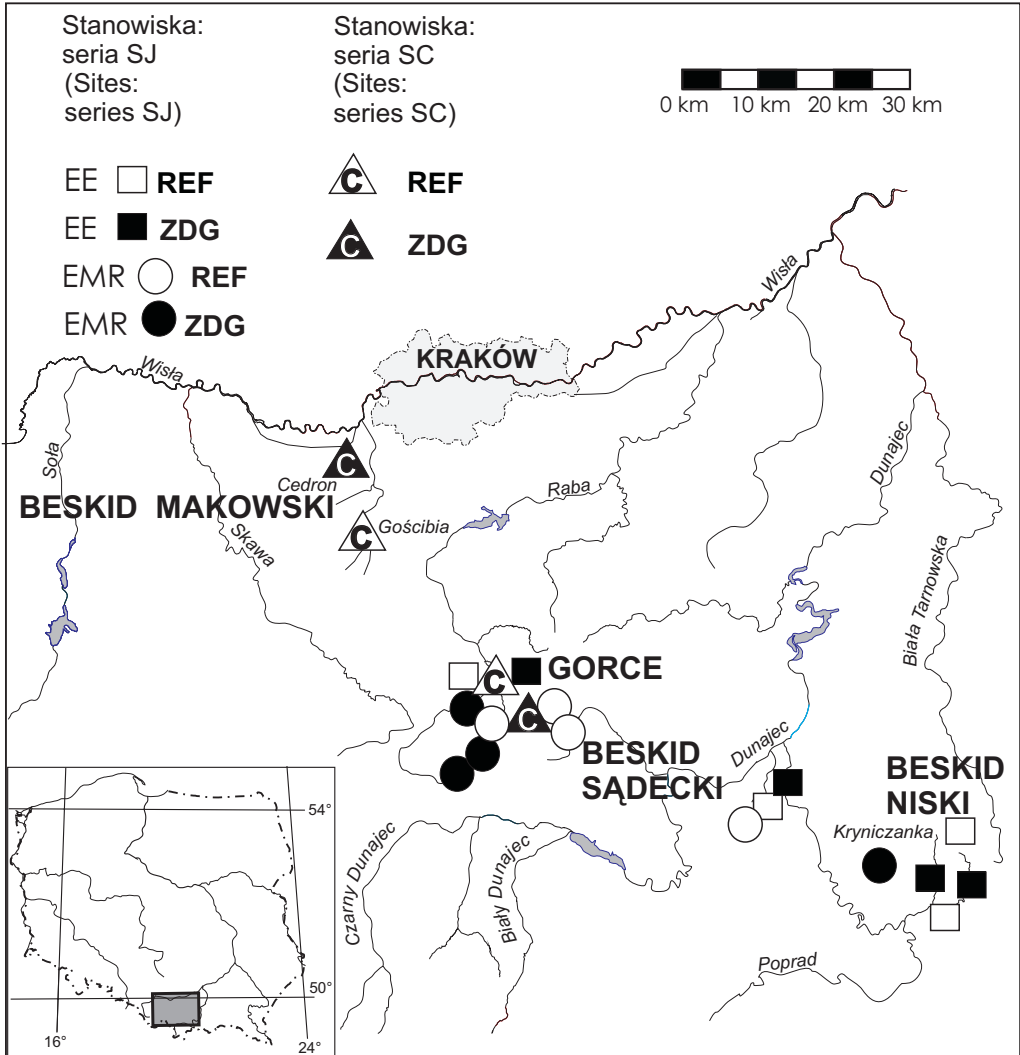 Stanowiska:
seria SJ
(Sites:
series SJ)
Stanowiska:
seria SC
(Sites:
series SC)
0 km 10 km 20 km 30 km
EE REF
EE ZDG
EMR REF
EMR ZDG
C REF
C ZDG
Wisła
Wisła
KRAKÓW
Soła
Dunajec
C
Cedron
BESKID MAKOWSKI
Raba
Skawa
C
Gościbia
Biała Tarnowska
C
GORCE
C
BESKID
SĄDECKI
Dunajec
BESKID
NISKI
Kryniczanka
Czarny Dunajec
Biały Dunajec
Poprad
54°
50°
16°
24°